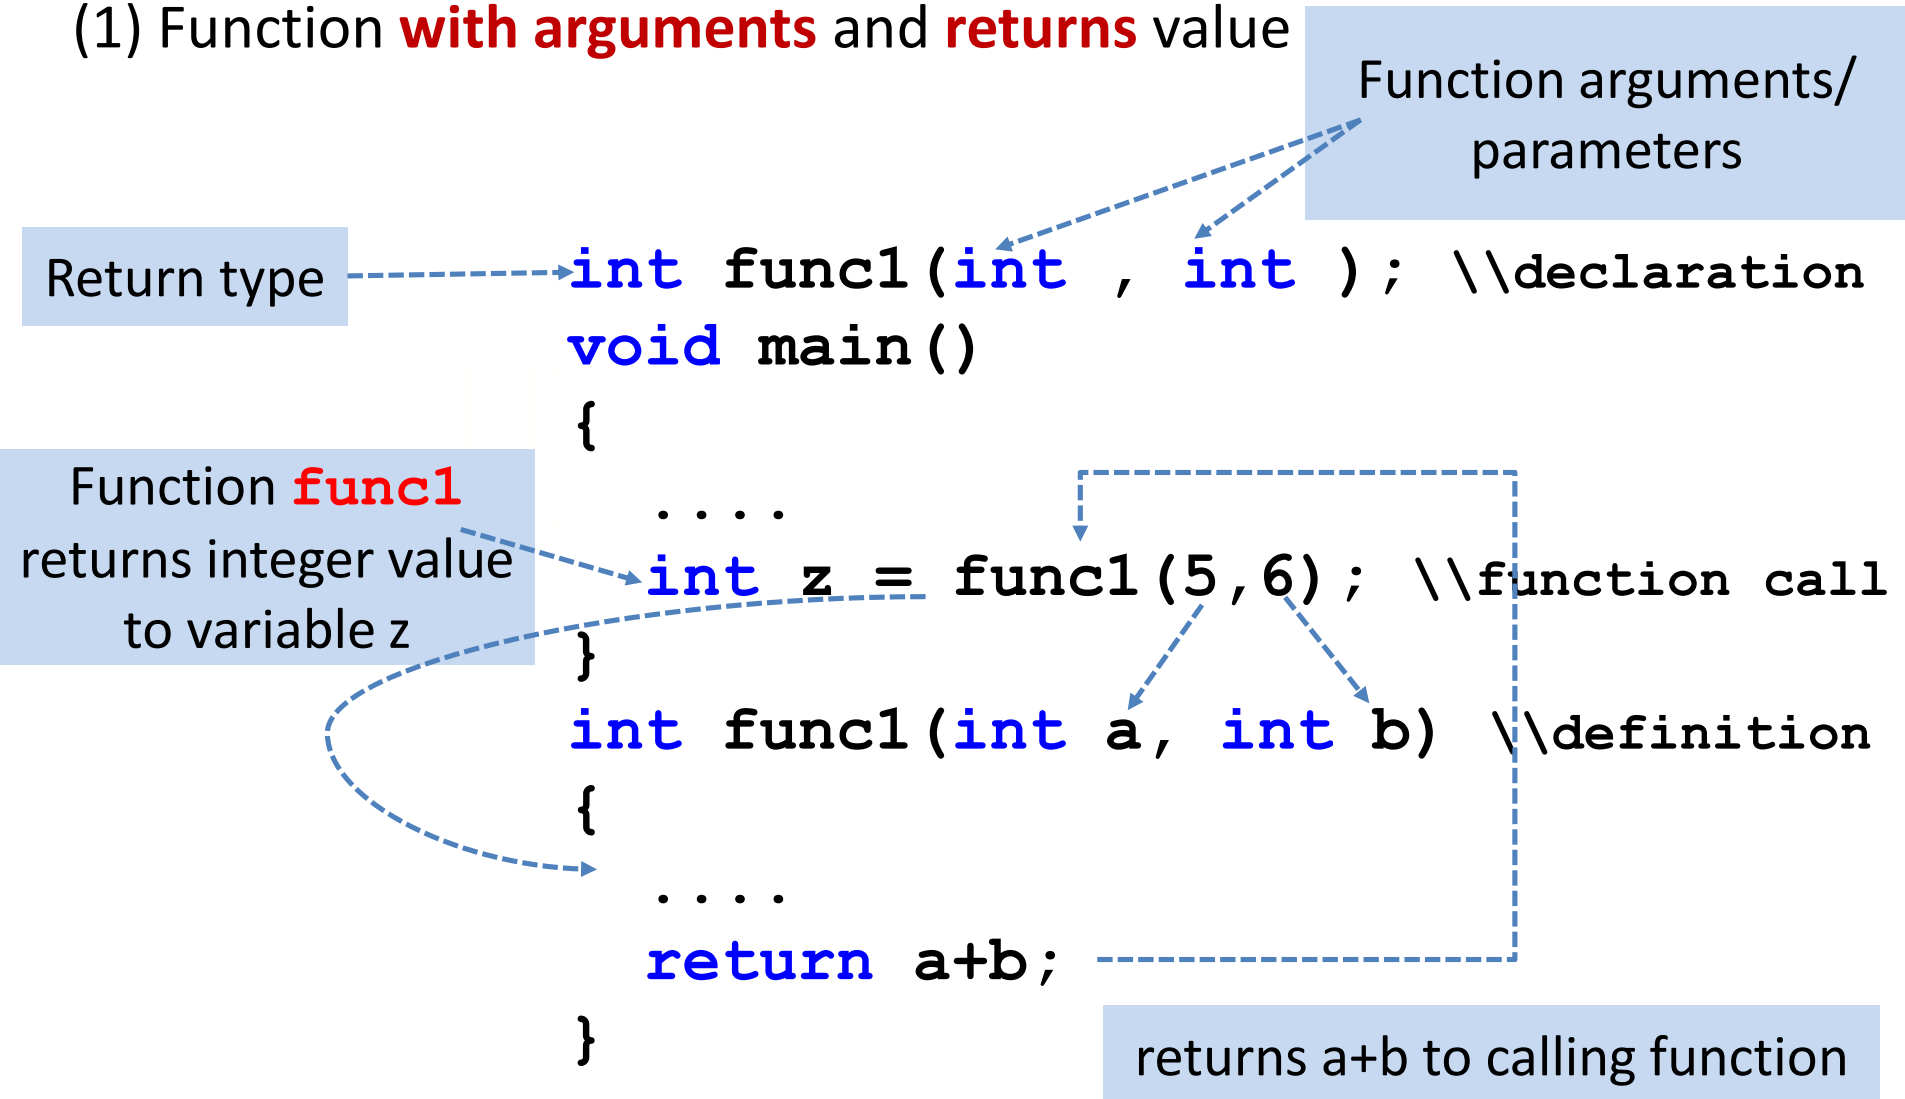 (1) Function with arguments and returns value
Function arguments/
parameters
Return type
int func1(int , int ); \\declaration
void main()
{
Function func1
returns integer value
to variable z
....
int z = func1(5,6); \\function call
}
int func1(int a, int b) \\definition
{
....
return a+b;
}
returns a+b to calling function